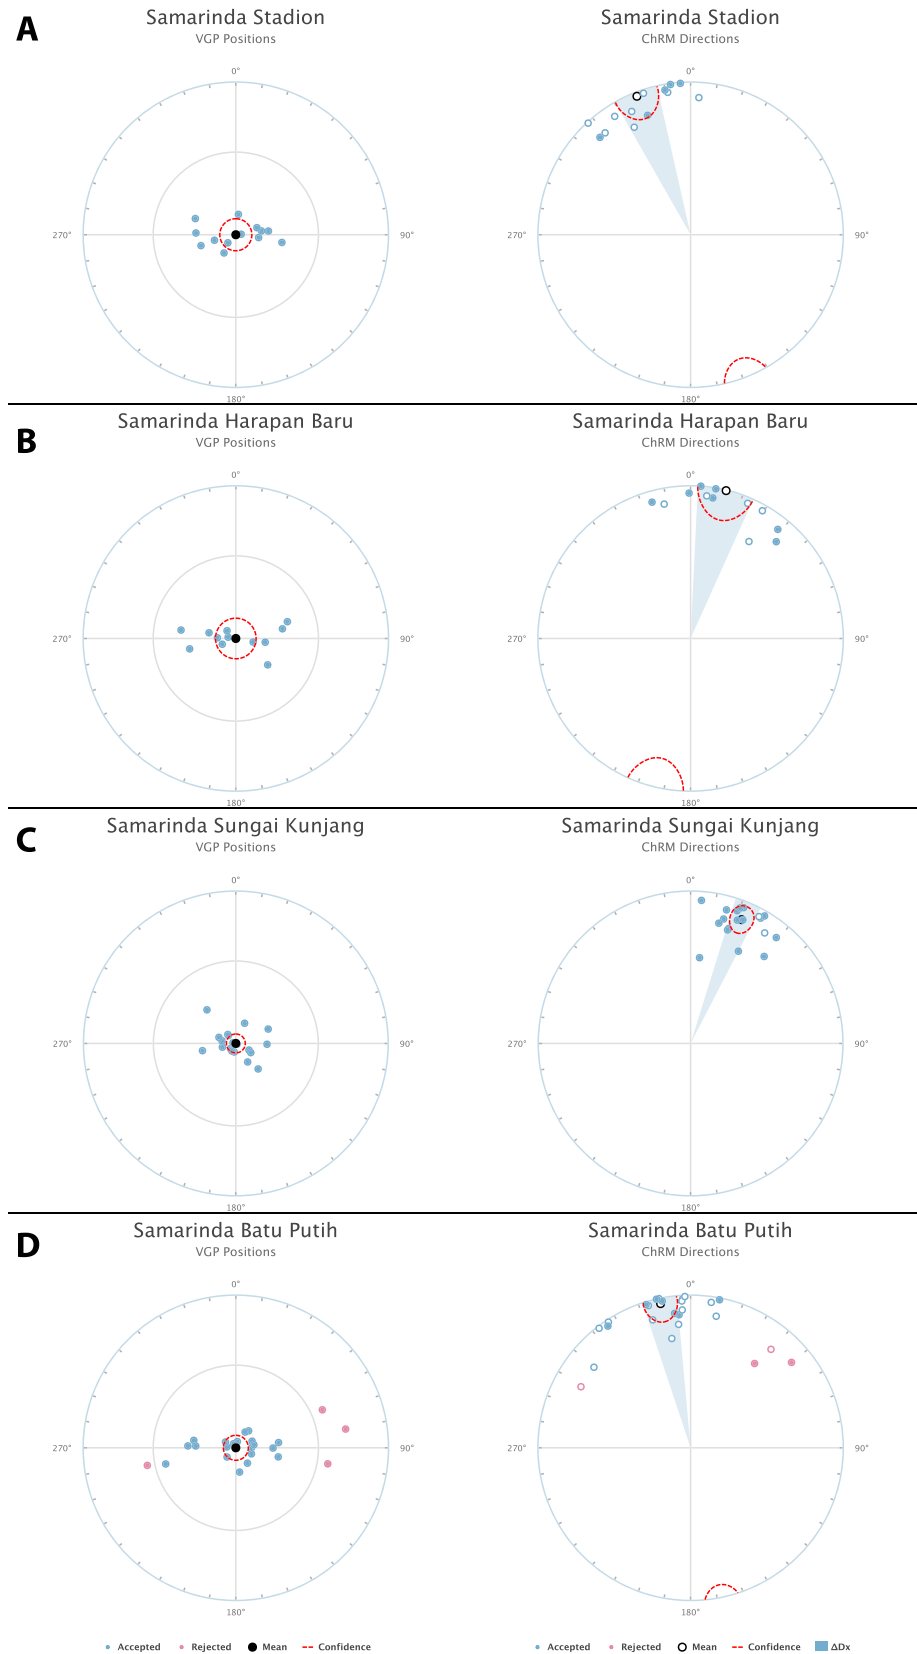 A
Samarinda Stadion
VGP Positions
0°
90°
270°
Samarinda Stadion
ChRM Directions
0°
90°
270°
180°
180°
B
Samarinda Harapan Baru
VGP Positions
0°
90°
270°
180°
Samarinda Harapan Baru
ChRM Directions
0°
90°
270°
180°
C
Samarinda Sungai Kunjang
VGP Positions
0°
90°
270°
180°
Samarinda Sungai Kunjang
ChRM Directions
0°
90°
270°
180°
D
Samarinda Batu Putih
VGP Positions
0°
90°
270°
180°
Samarinda Batu Putih
ChRM Directions
0°
90°
270°
180°
Accepted Rejected Mean Confidence
Accepted Rejected Mean Confidence ΔDx